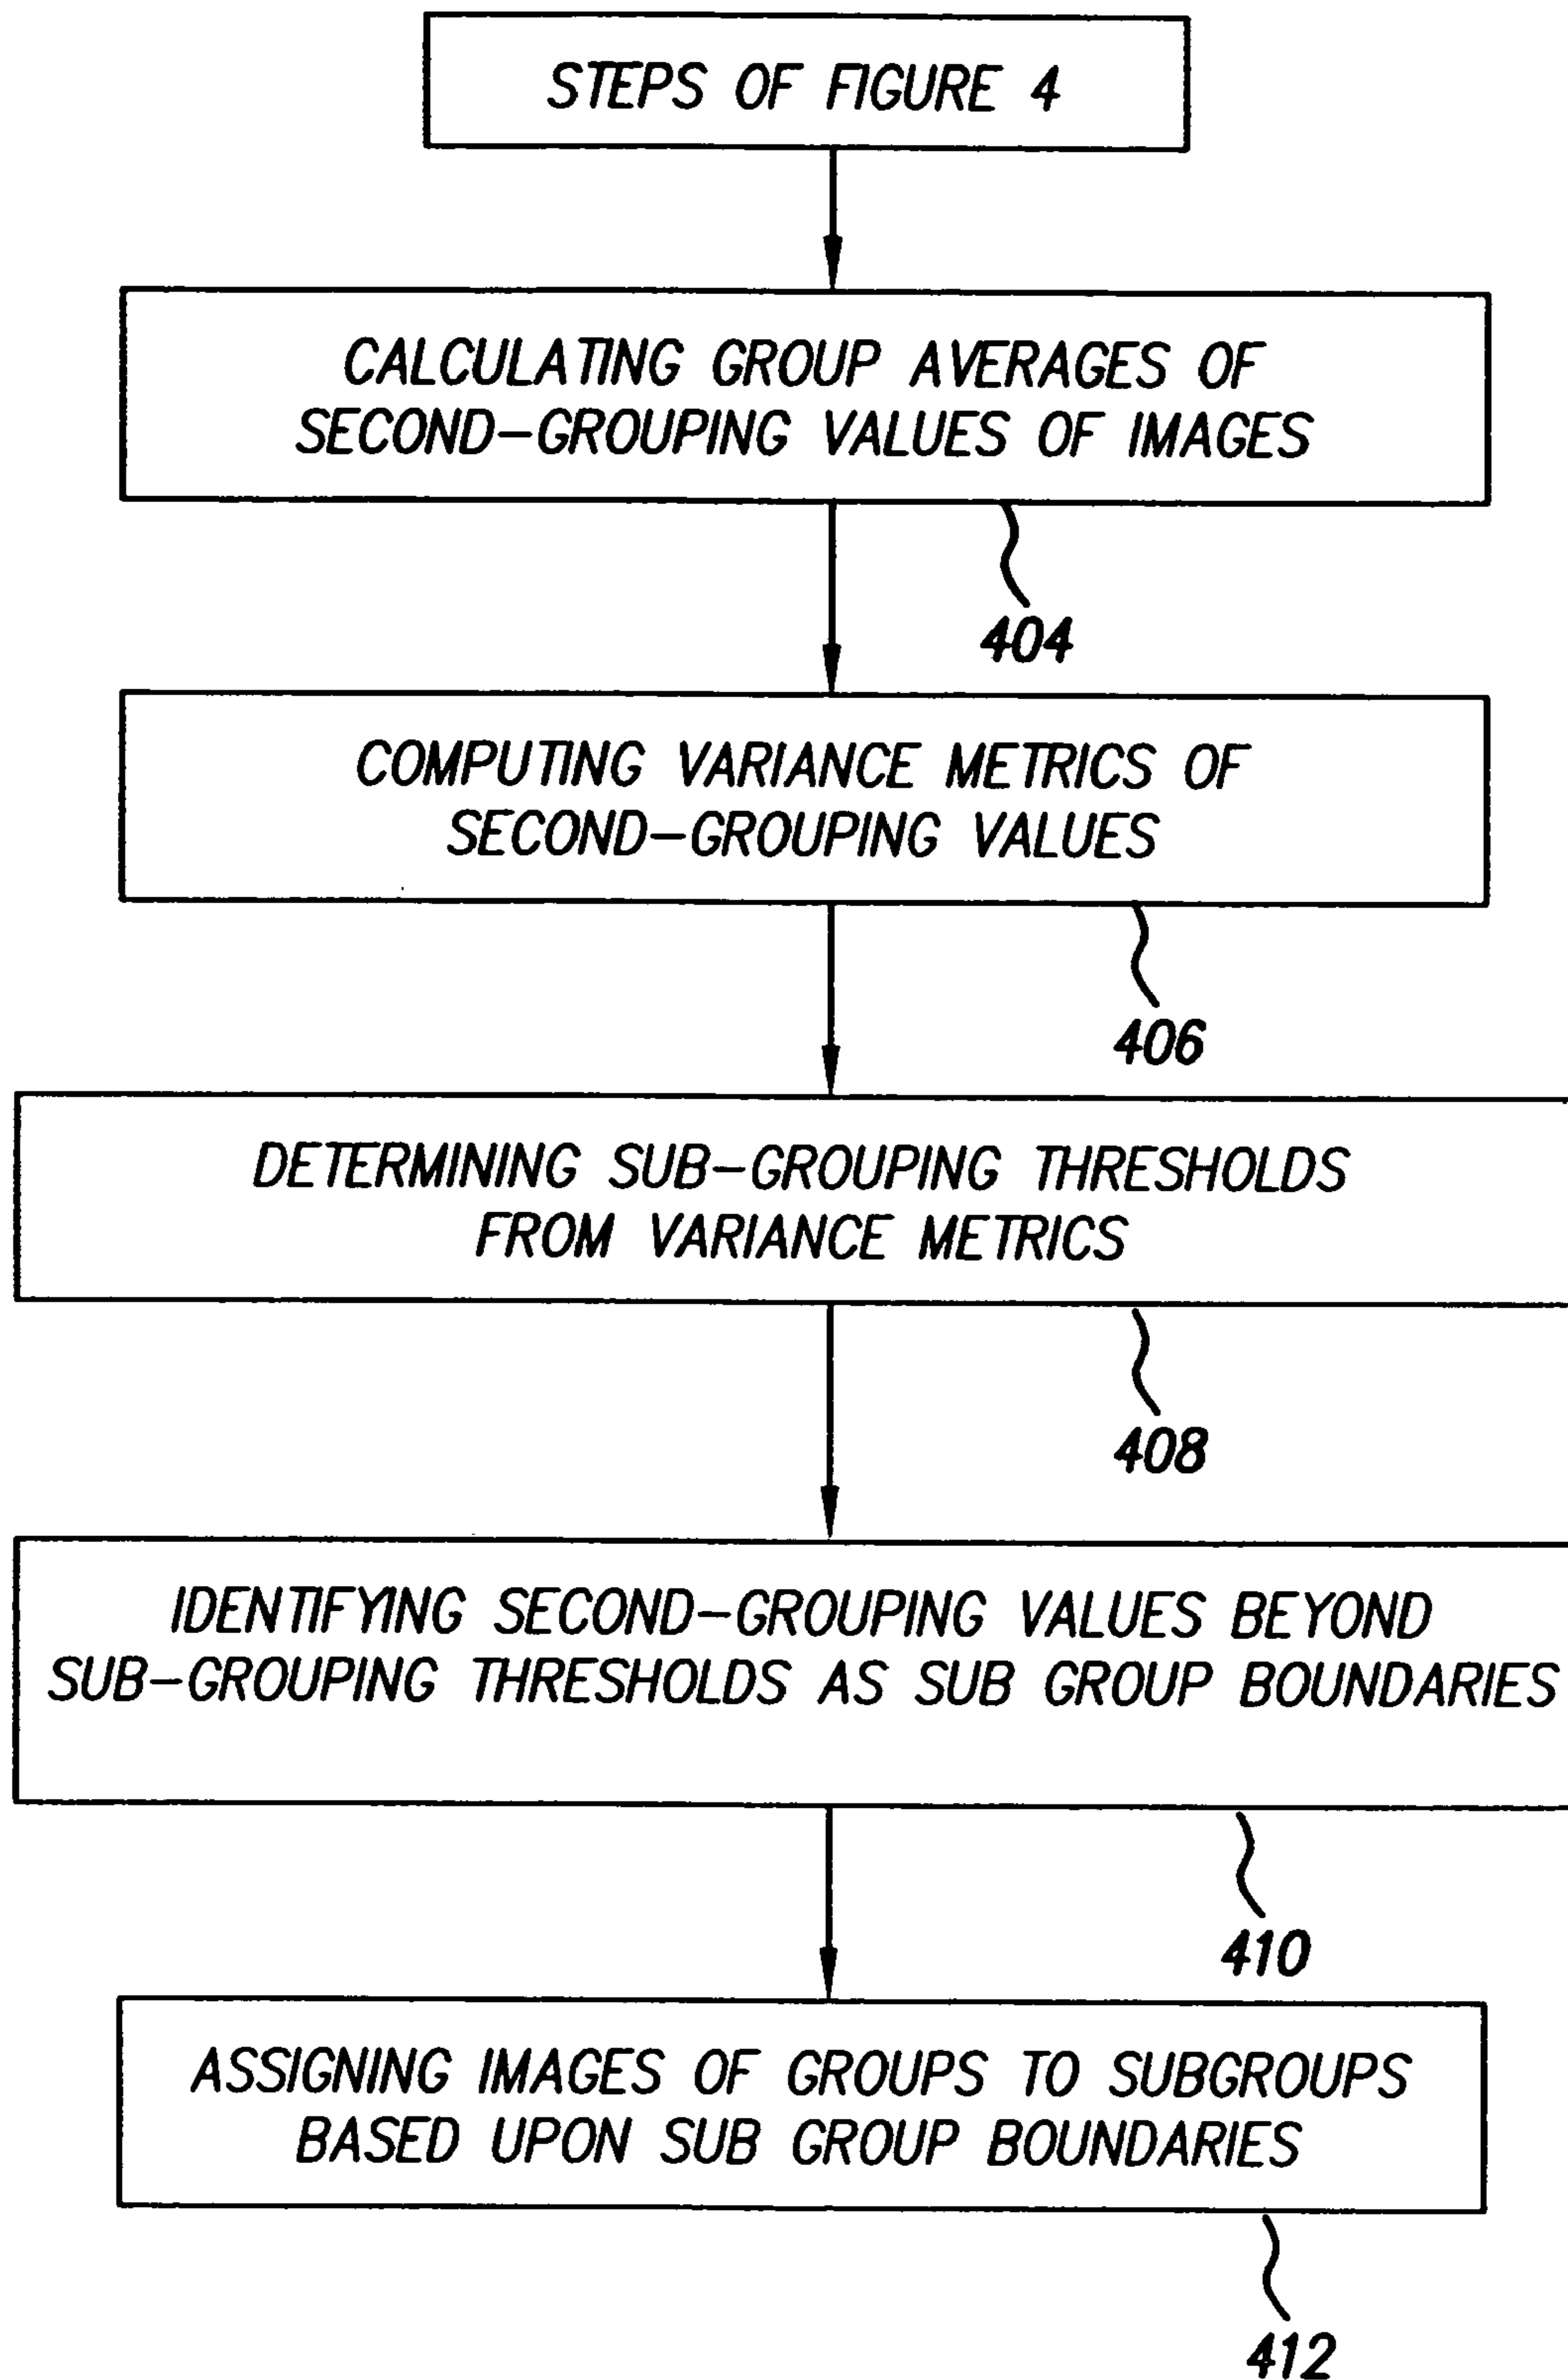 STEPS OF FIGURE 4
CALCULATING GROUP AVERAGES OF
SECOND-GROUPING VALUES OF IMAGES
404
COMPUTING VARIANCE METRICS OF
SECOND-GROUPING VALUES
406
DETERMINING SUB-GROUPING THRESHOLDS
FROM VARIANCE METRICS
408
IDENTIFYING SECOND-GROUPING VALUES BEYOND
SUB-GROUPING THRESHOLDS AS SUB GROUP BOUNDARIES
410
ASSIGNING IMAGES OF GROUPS TO SUBGROUPS
BASED UPON SUB GROUP BOUNDARIES
412